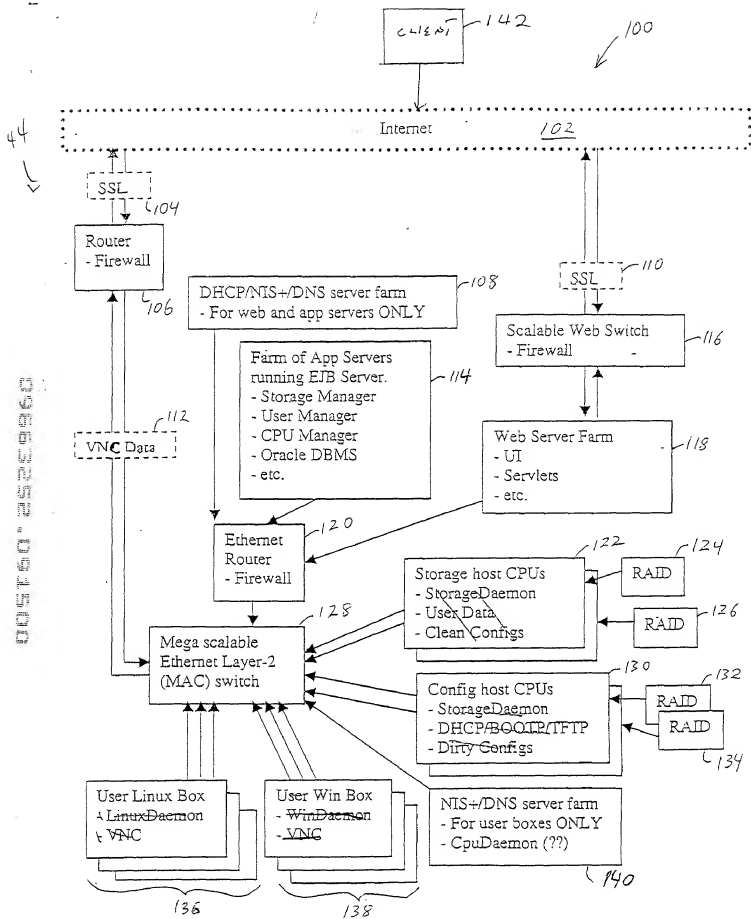 CLIENT
142
100
Internet 102
44
SSL
104
Router
- Firewall
106
SSL
110
DHCP/NIS+/DNS server farm
- For web and app servers ONLY
108
Scalable Web Switch
- Firewall
116
Farm of App Servers
running EJB Server.
- Storage Manager
- User Manager
- CPU Manager
- Oracle DBMS
- etc.
114
112
VNC Data
Web Server Farm
- UI
- Servlets
- etc.
118
Ethernet
Router
- Firewall
120
Storage host CPUs
- StorageDaemon
- User Data
- Clean Configs
122
RAID
124
RAID
126
Mega scalable
Ethernet Layer-2
(MAC) switch
128
Config host CPUs
- StorageDaemon
- DHCP/BOOTP/TFTP
- Dirty Configs
130
RAID
132
RAID
134
User Linux Box
- LinuxDaemon
- VNC
136
User Win Box
- WinDaemon
- VNC
138
NIS+/DNS server farm
- For user boxes ONLY
- CpuDaemon (??)
140